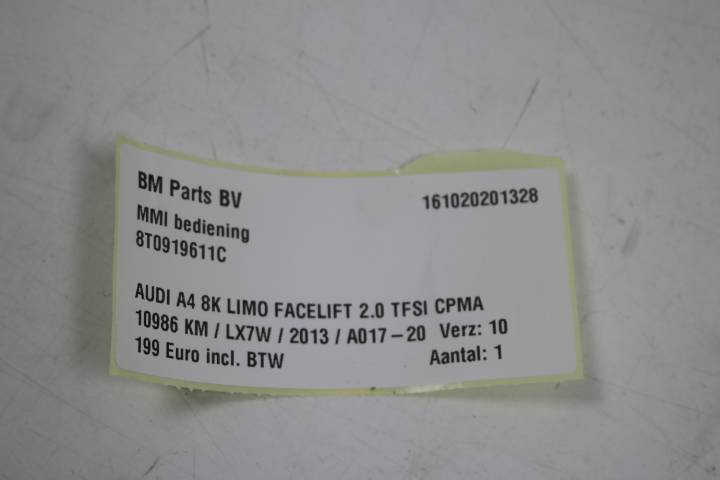 BM Parts BV 161020201328
MMI bediening
8T0919611C
AUDI A4 8K LIMO FACELIFT 2.0 TFSI CPMA
10986 KM / LX7W / 2013 / A017-20 Verz: 10
199 Euro incl. BTW Aantal: 1